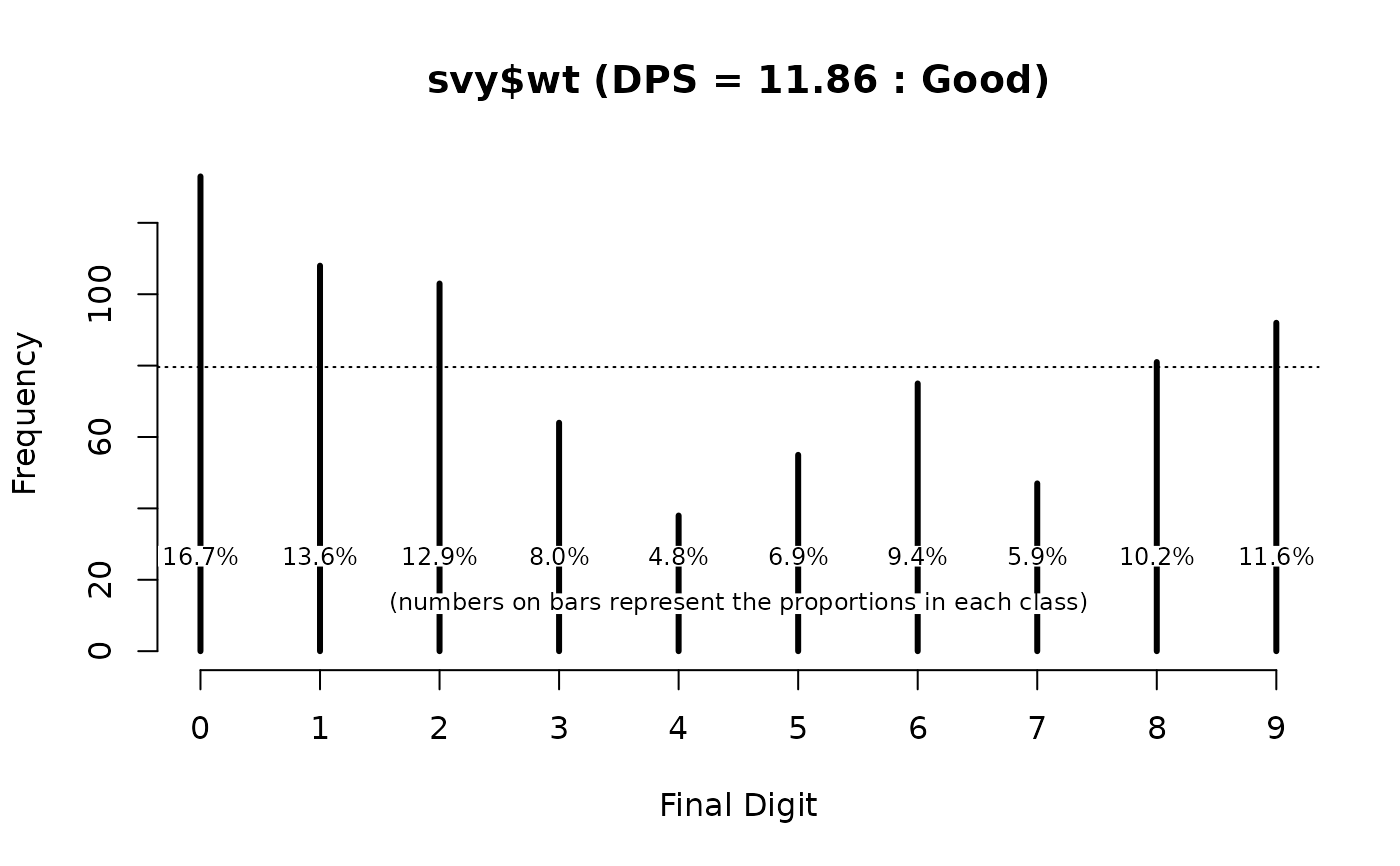 svy$wt (DPS = 11.86 : Good)
Frequency
100
60
20
0
16.7% 13.6% 12.9% 8.0% 4.8% 6.9% 9.4% 5.9% 10.2% 11.6%
(numbers on bars represent the proportions in each class)
0 1 2 3 4 5 6 7 8 9
Final Digit